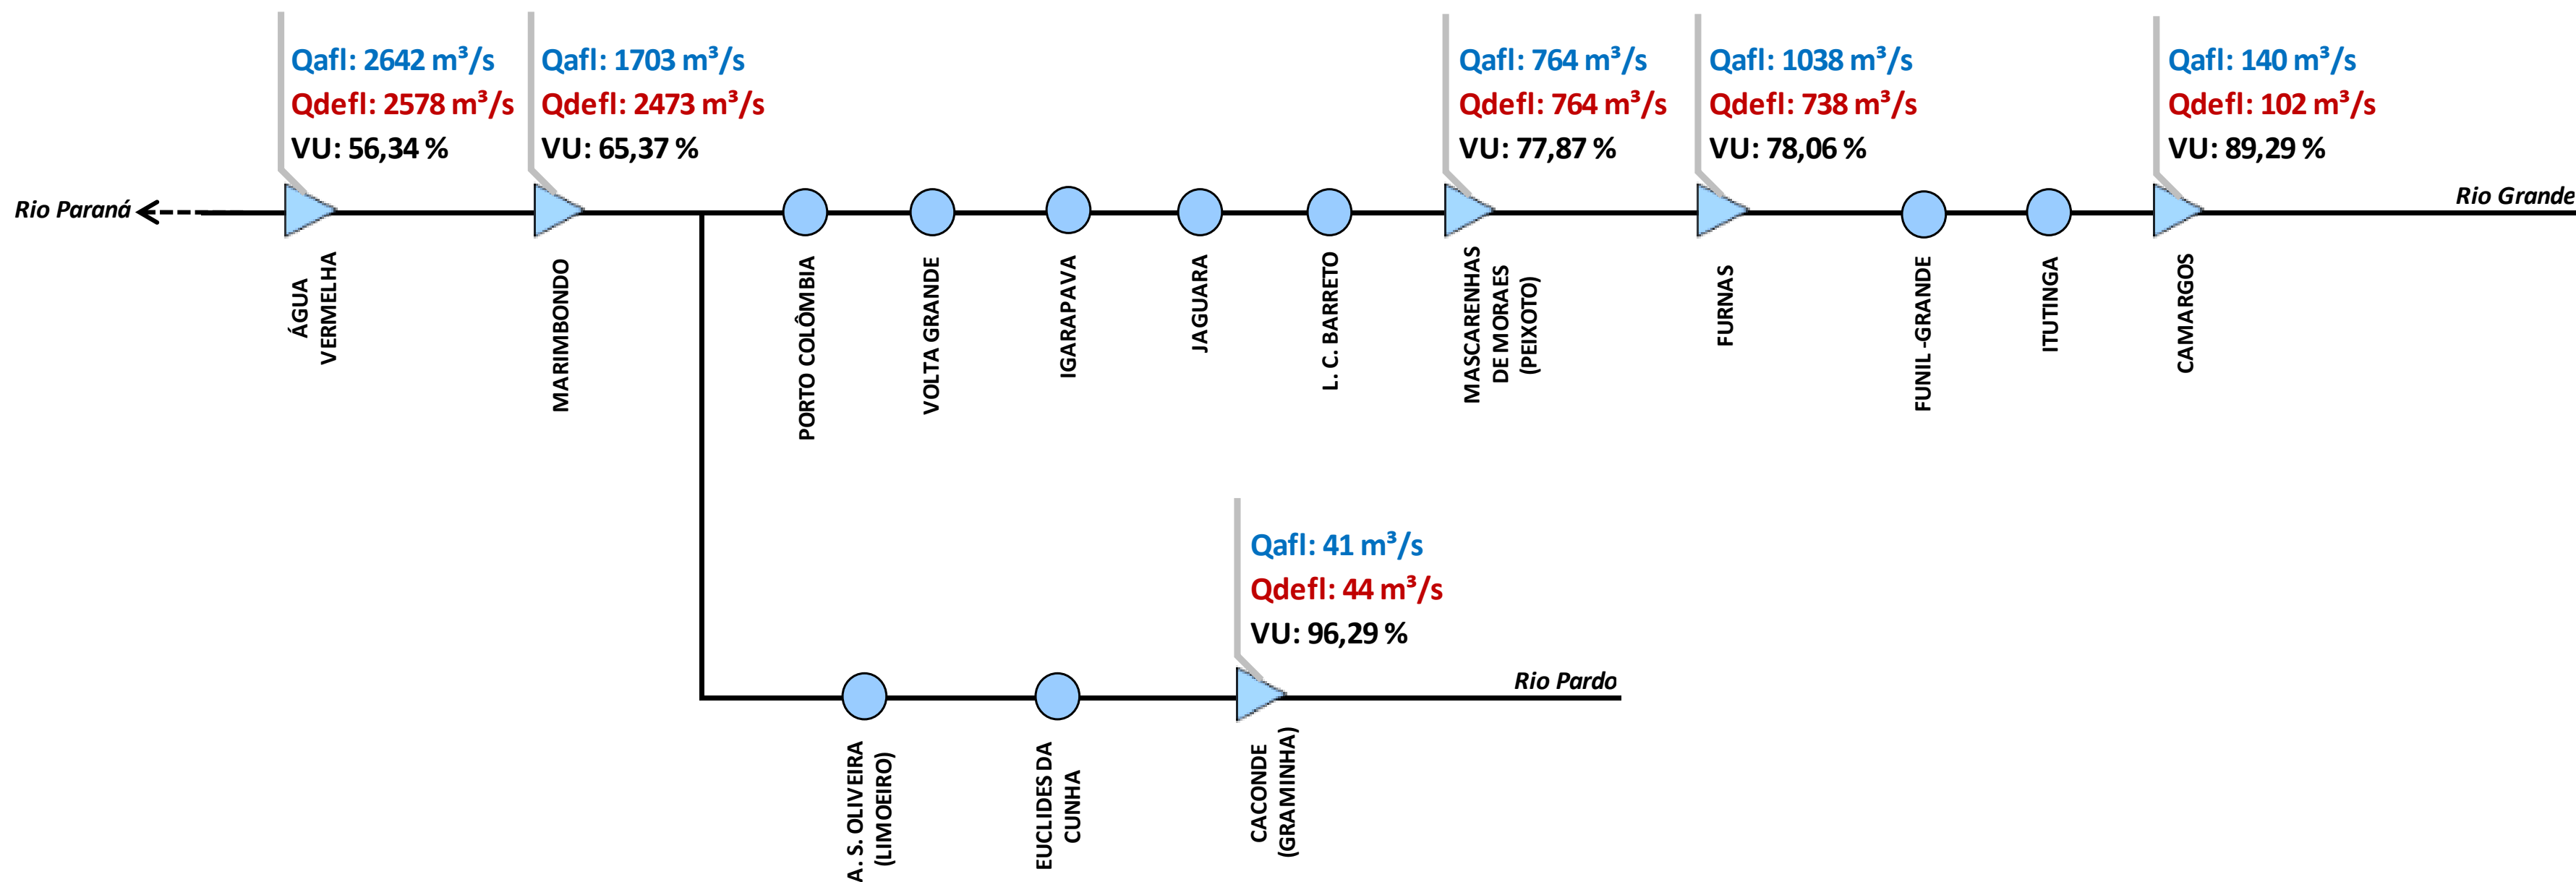 Qafl: 2642 m³/s
Qdefl: 2578 m³/s
VU: 56,34 %
Qafl: 1703 m³/s
Qdefl: 2473 m³/s
VU: 65,37 %
Qafl: 764 m³/s
Qdefl: 764 m³/s
VU: 77,87 %
Qafl: 1038 m³/s
Qdefl: 738 m³/s
VU: 78,06 %
Qafl: 140 m³/s
Qdefl: 102 m³/s
VU: 89,29 %
Rio Paraná
Rio Grande
ÁGUA
VERMELHA
MARIMBONDO
PORTO COLÔMBIA
VOLTA GRANDE
IGARAPAVA
JAGUARA
L. C. BARRETO
MASCARENHAS
DE MORAES
(PEIXOTO)
FURNAS
FUNIL -GRANDE
ITUTINGA
CAMARGOS
Qafl: 41 m³/s
Qdefl: 44 m³/s
VU: 96,29 %
Rio Pardo
A. S. OLIVEIRA
(LIMOEIRO)
EUCLIDES DA
CUNHA
CACONDE
(GRAMINHA)